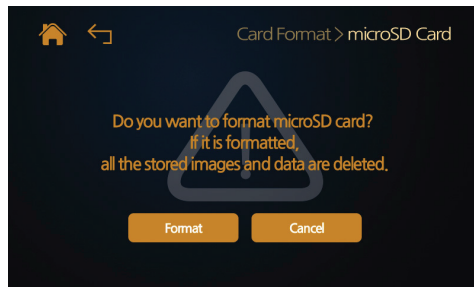 Card Format > microSD Card
Do you want to format microSD card?
If it is formatted,
all the stored images and data are deleted.
Format
Cancel